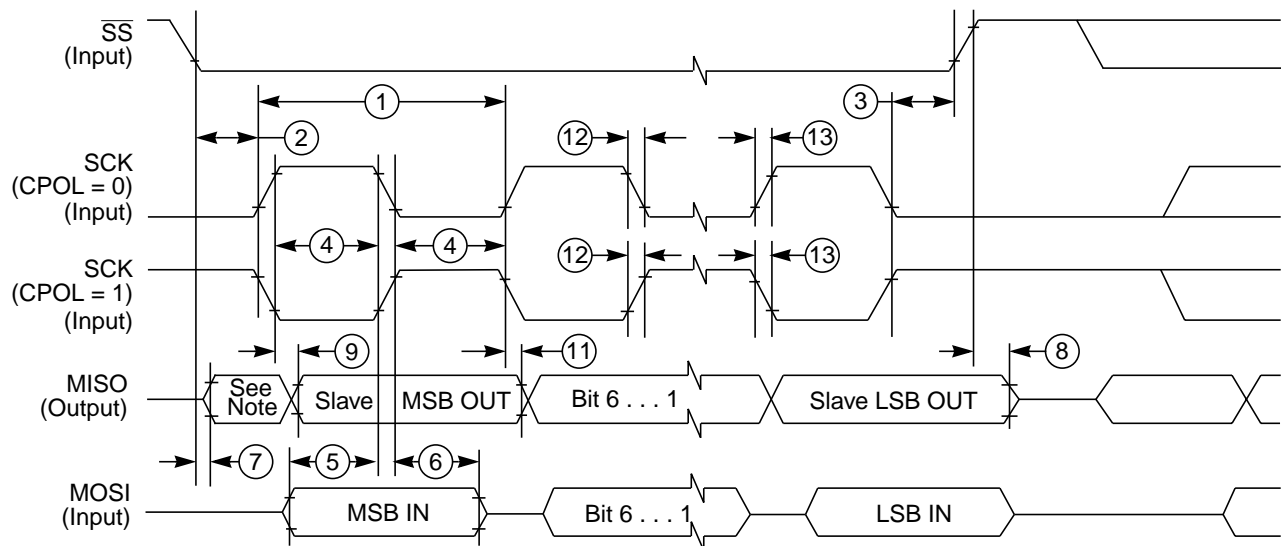 SS
(Input)
1
3
2
12
13
SCK
(CPOL = 0)
(Input)
4
4
SCK
(CPOL = 1)
(Input)
12
13
9
11
8
MISO
(Output)
See
Note
Slave
MSB OUT
Bit 6 . . . 1
Slave LSB OUT
7
5
6
MOSI
(Input)
MSB IN
Bit 6 . . . 1
LSB IN